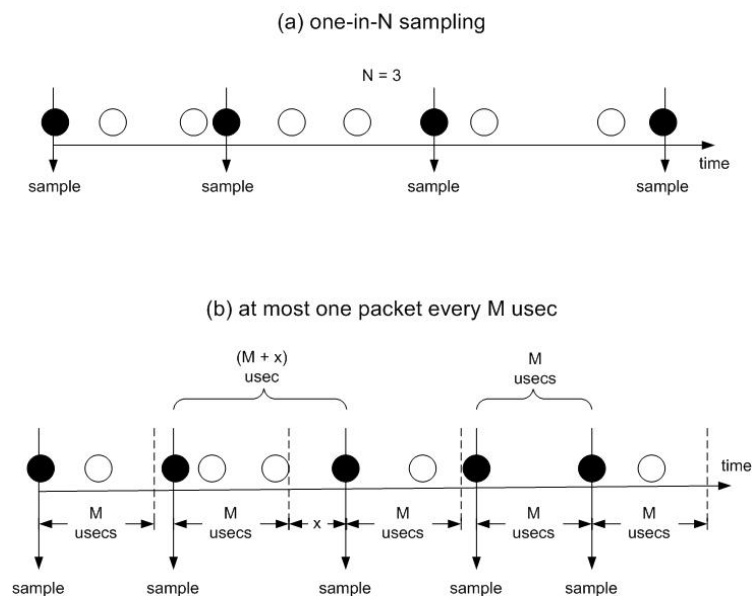 (a) one-in-N sampling
N = 3
time
sample
sample
sample
sample
(b) at most one packet every M usec
(M + x)
usec
M
usecs
time
M
usecs
M
usecs
x
M
usecs
M
usecs
M
usecs
sample
sample
sample
sample
sample